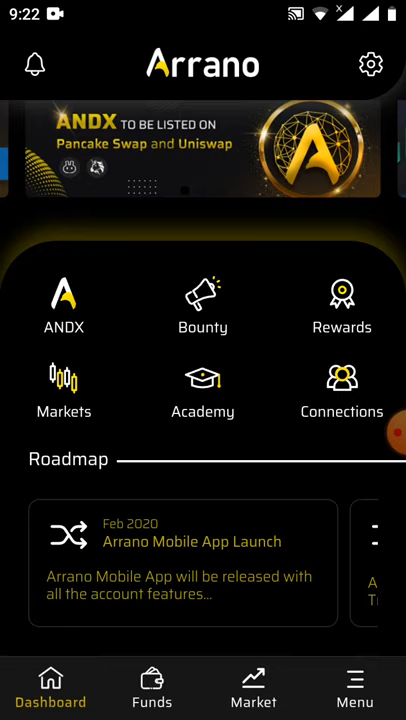 9:22
Arrano
ANDX TO BE LISTED ON
Pancake Swap and Uniswap
ANDX
Bounty
Rewards
Markets
Academy
Connections
Roadmap
Feb 2020
Arrano Mobile App Launch
Arrano Mobile App will be released with
all the account features...
Dashboard
Funds
Market
Menu